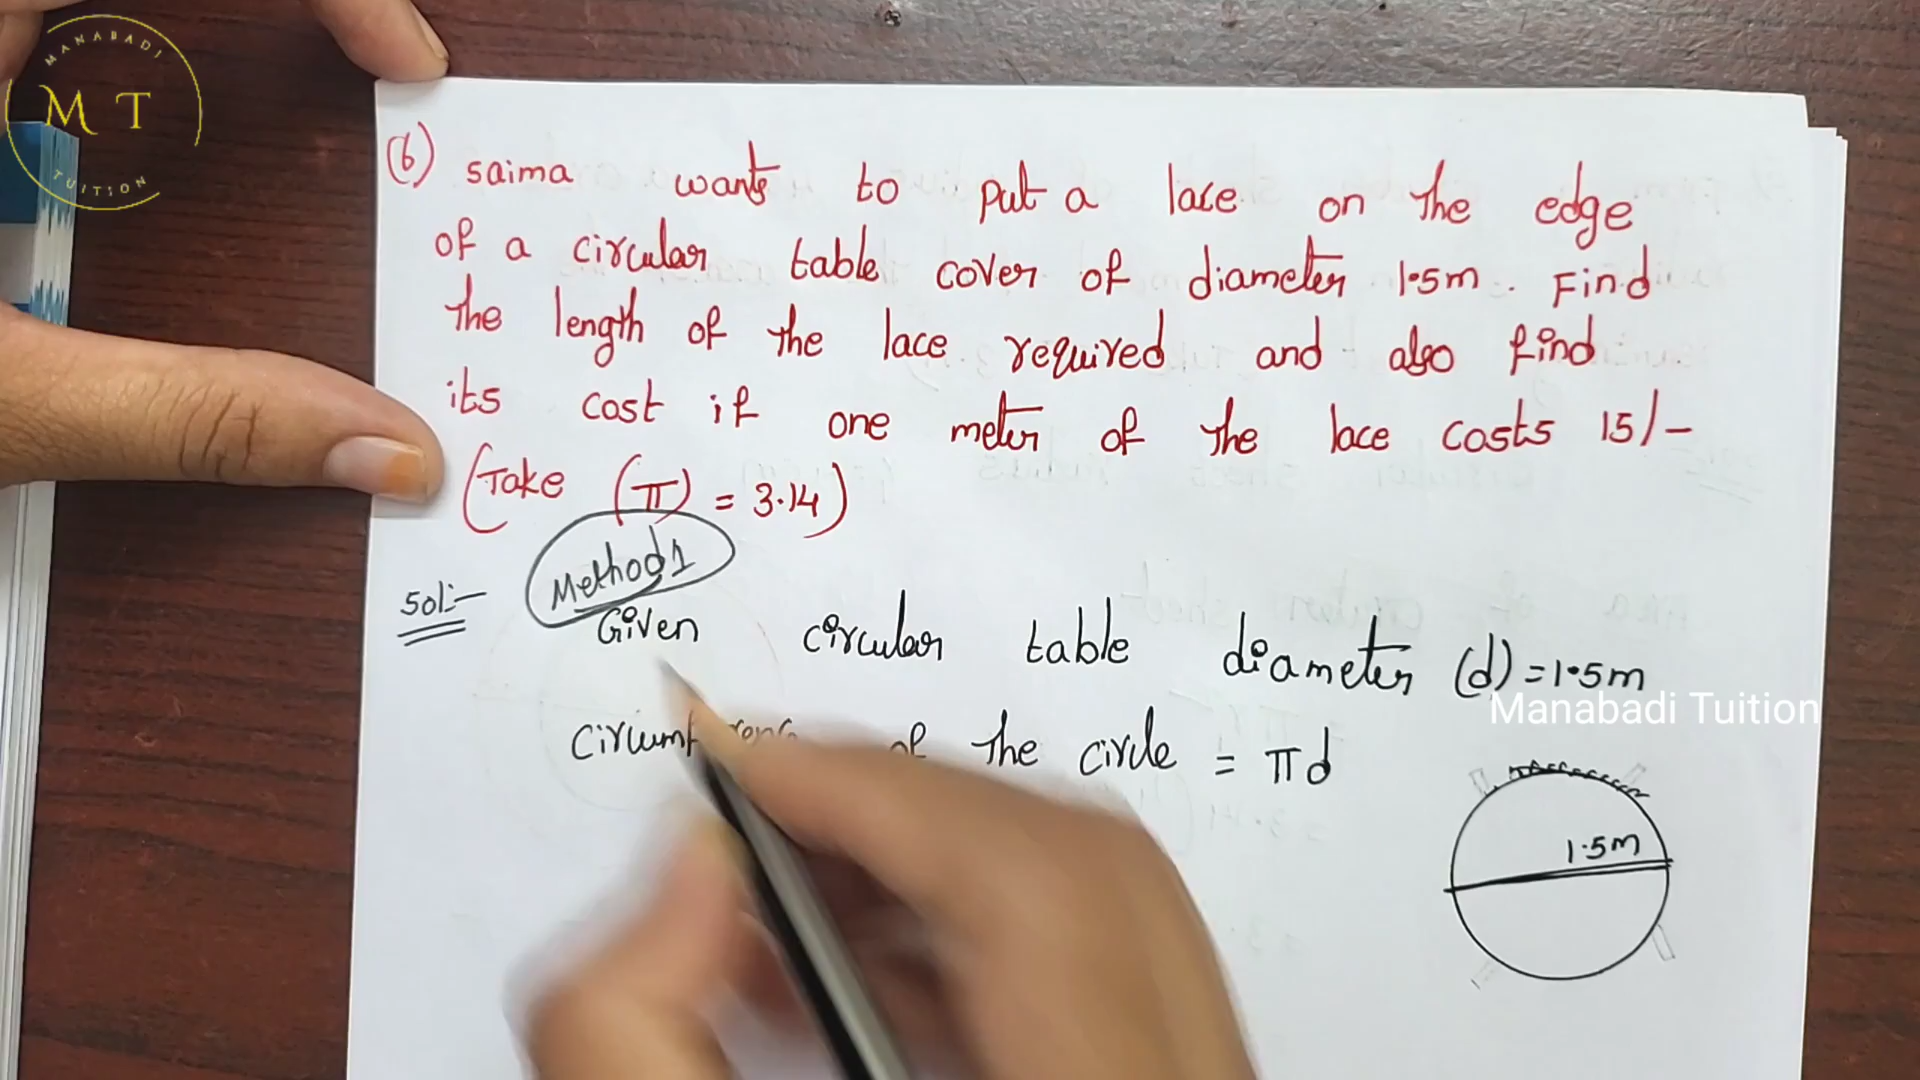 MANABADI
MT
TUITION
(6) saima wants to put a lace on the edge
of a circular table cover of diameter 1.5m. Find
the length of the lace required and also find
its cost if one meter of the lace costs 15/-
(Take (π) = 3.14)
Method 1
Sol:-
Given circular table diameter (d) = 1.5m
Manabadi Tuition
of the circle = πd
1.5m